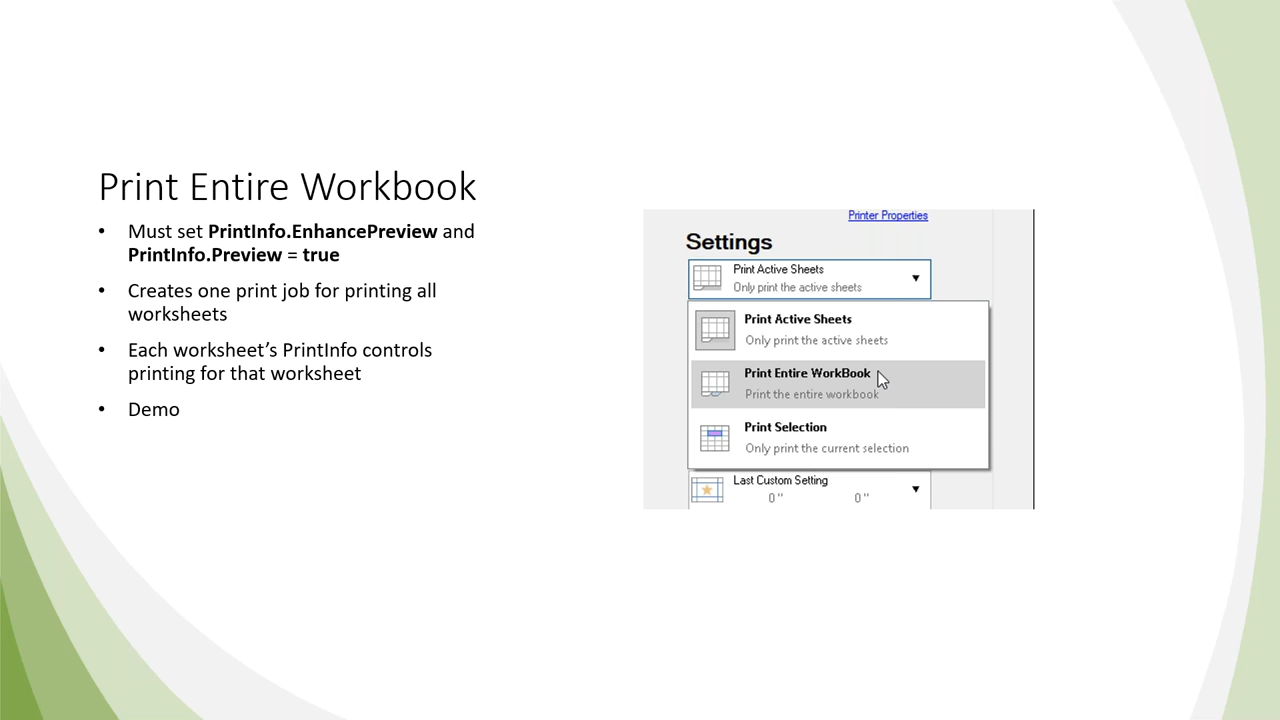 Print Entire Workbook
• Must set PrintInfo.EnhancePreview and
PrintInfo.Preview = true
• Creates one print job for printing all
worksheets
• Each worksheet’s PrintInfo controls
printing for that worksheet
• Demo
Printer Properties
Settings
Print Active Sheets
Only print the active sheets
Print Active Sheets
Only print the active sheets
Print Entire WorkBook
Print the entire workbook
Print Selection
Only print the current selection
Last Custom Setting
0 " 0 "